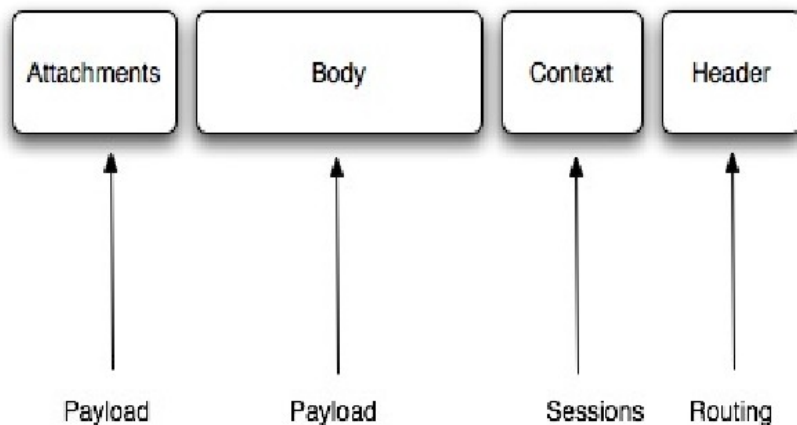 Attachments
Body
Context
Header
Payload
Payload
Sessions
Routing